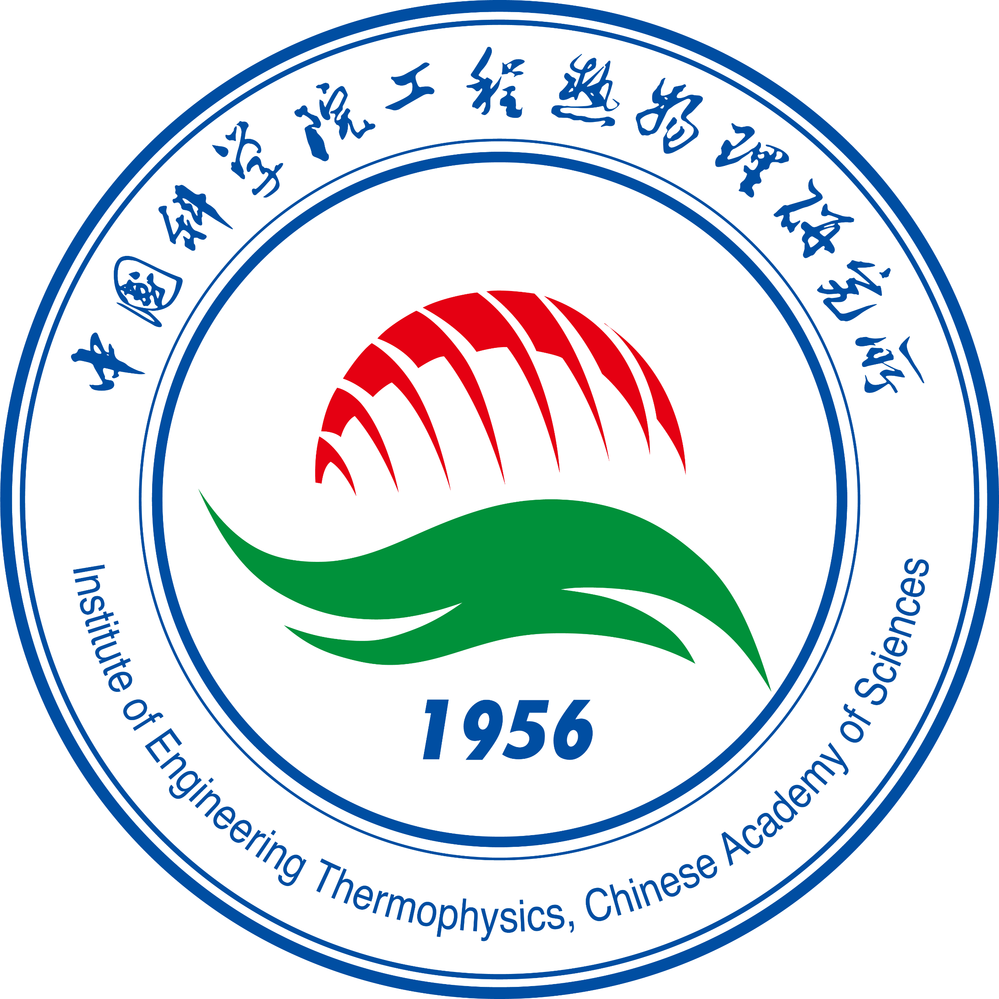 中国科学院工程热物理研究所
1956
Institute of Engineering Thermophysics, Chinese Academy of Sciences